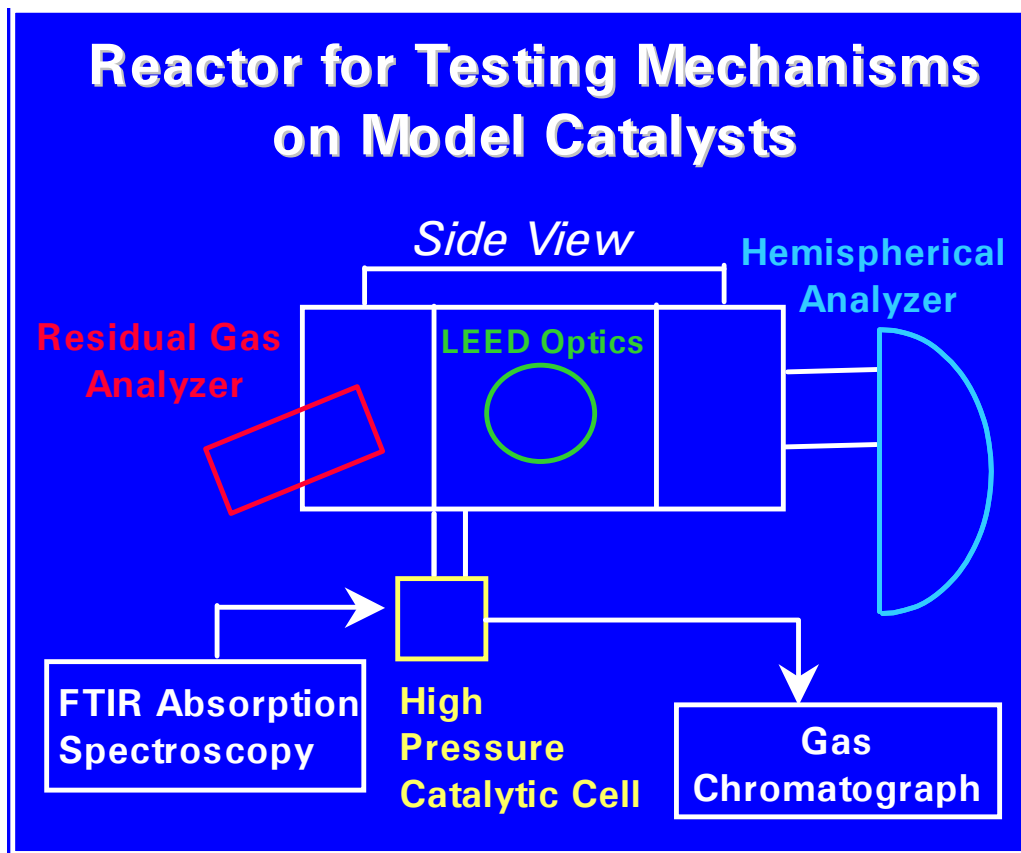 Reactor for Testing Mechanisms
on Model Catalysts
Side View
Hemispherical
Analyzer
Residual Gas
Analyzer
LEED Optics
FTIR Absorption
Spectroscopy
High
Pressure
Catalytic Cell
Gas
Chromatograph